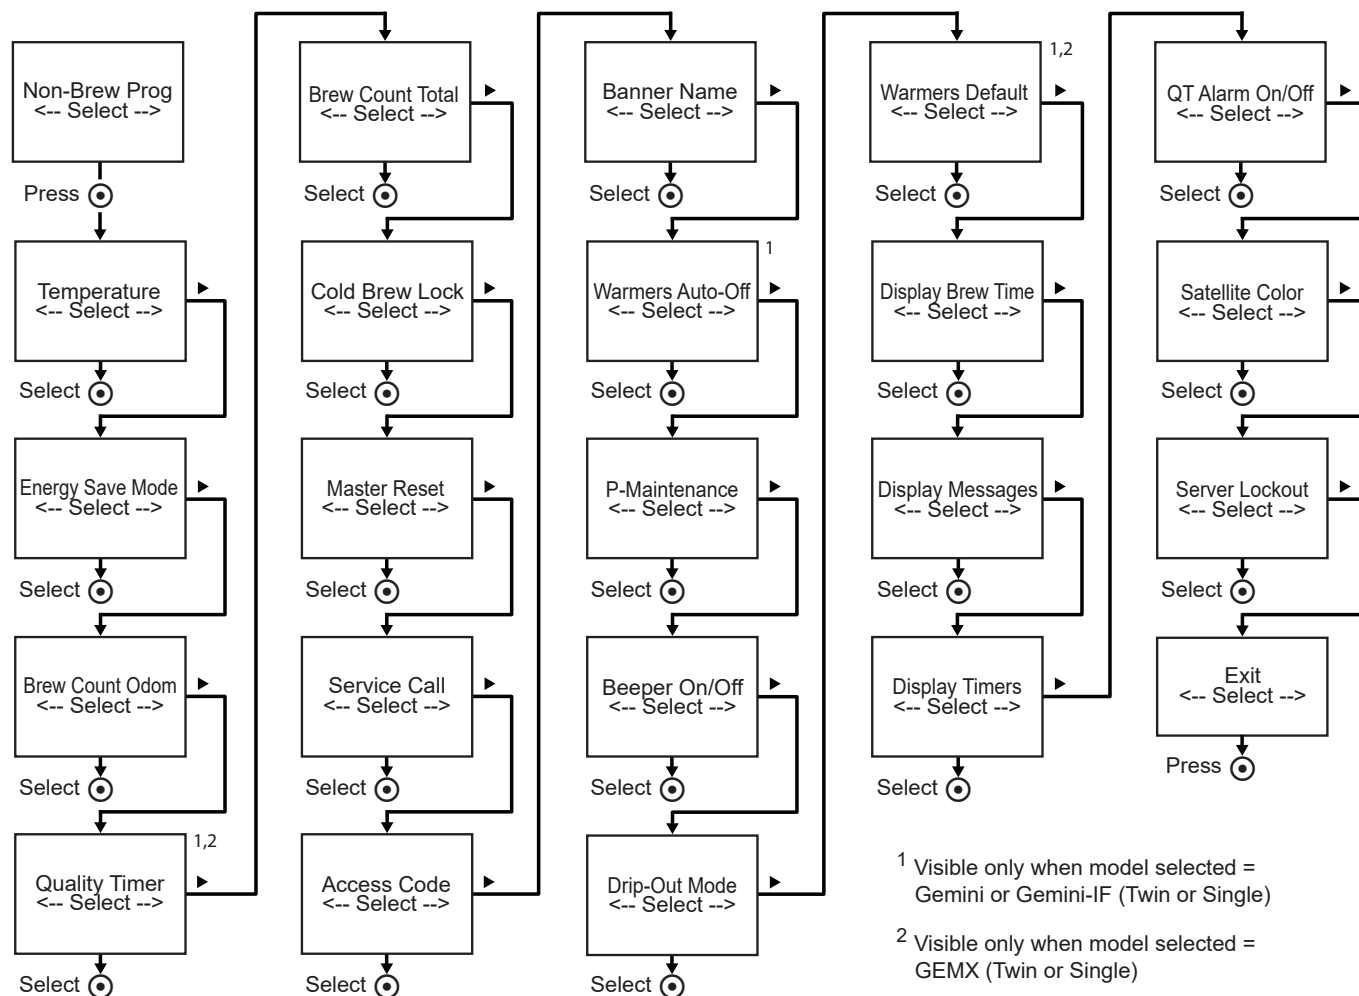 Non-Brew Prog
<-- Select -->
Press
Temperature
<-- Select -->
Select
Energy Save Mode
<-- Select -->
Select
Brew Count Odom
<-- Select -->
Select
1,2
Quality Timer
<-- Select -->
Select
Brew Count Total
<-- Select -->
Select
Cold Brew Lock
<-- Select -->
Select
Master Reset
<-- Select -->
Select
Service Call
<-- Select -->
Select
Access Code
<-- Select -->
Select
Banner Name
<-- Select -->
Select
1
Warmers Auto-Off
<-- Select -->
Select
P-Maintenance
<-- Select -->
Select
Beeper On/Off
<-- Select -->
Select
Drip-Out Mode
<-- Select -->
Select
1,2
Warmers Default
<-- Select -->
Select
Display Brew Time
<-- Select -->
Select
Display Messages
<-- Select -->
Select
Display Timers
<-- Select -->
Select
QT Alarm On/Off
<-- Select -->
Select
Satellite Color
<-- Select -->
Select
Server Lockout
<-- Select -->
Select
Exit
<-- Select -->
Press
1 Visible only when model selected =
Gemini or Gemini-IF (Twin or Single)
2 Visible only when model selected =
GEMX (Twin or Single)